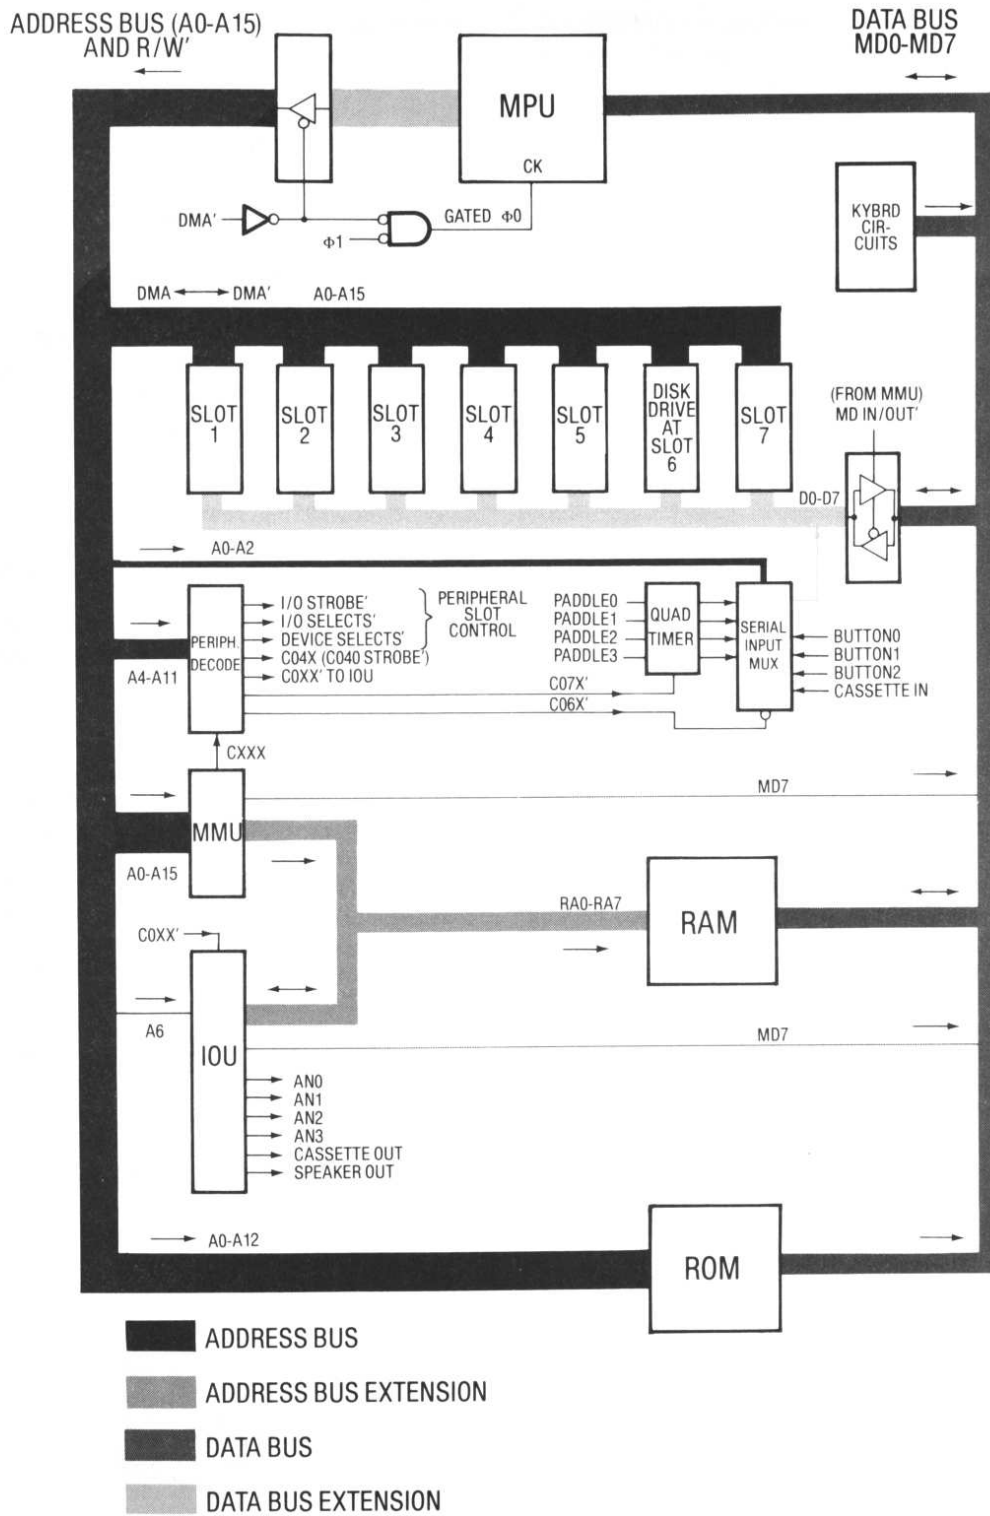 ADDRESS BUS (A0-A15)
AND R/W'
DATA BUS
MD0-MD7
MPU
CK
DMA'
Φ1
GATED Φ0
KYBRD
CIR-
CUITS
DMA
DMA'
A0-A15
SLOT
1
SLOT
2
SLOT
3
SLOT
4
SLOT
5
DISK
DRIVE
AT
SLOT
6
SLOT
7
(FROM MMU)
MD IN/OUT'
D0-D7
A0-A2
PERIPH.
DECODE
I/O STROBE'
I/O SELECTS'
DEVICE SELECTS'
C04X (C040 STROBE')
C0XX' TO IOU
PERIPHERAL
SLOT
CONTROL
PADDLE0
PADDLE1
PADDLE2
PADDLE3
QUAD
TIMER
SERIAL
INPUT
MUX
BUTTON0
BUTTON1
BUTTON2
CASSETTE IN
A4-A11
C07X'
C06X'
CXXX
MMU
MD7
A0-A15
RA0-RA7
RAM
C0XX'
A6
IOU
MD7
AN0
AN1
AN2
AN3
CASSETTE OUT
SPEAKER OUT
A0-A12
ROM
ADDRESS BUS
ADDRESS BUS EXTENSION
DATA BUS
DATA BUS EXTENSION